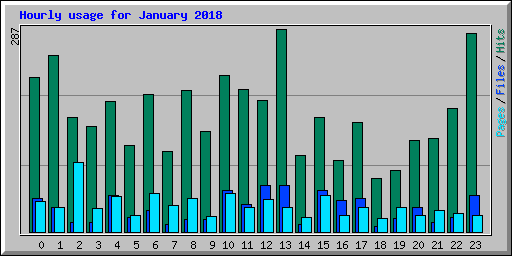 Hourly usage for January 2018
287
Pages/Files/Hits
0 1 2 3 4 5 6 7 8 9 10 11 12 13 14 15 16 17 18 19 20 21 22 23